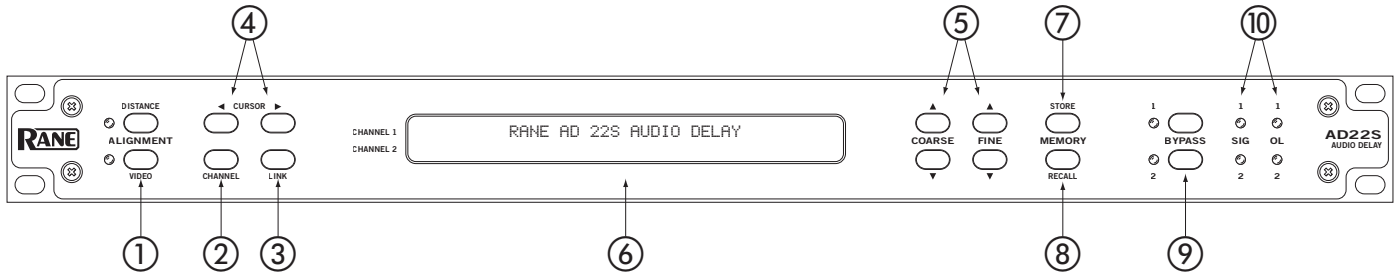 ④ ⑤ ⑦ ⑩
RANE
DISTANCE
ALIGNMENT
VIDEO
◄ CURSOR ►
CHANNEL LINK
CHANNEL 1
CHANNEL 2
RANE AD 22S AUDIO DELAY
▲ ▲
COARSE FINE
▼ ▼
STORE
MEMORY
RECALL
1
BYPASS
2
1 1
SIG OL
2 2
AD22S
AUDIO DELAY
① ② ③ ⑥ ⑧ ⑨